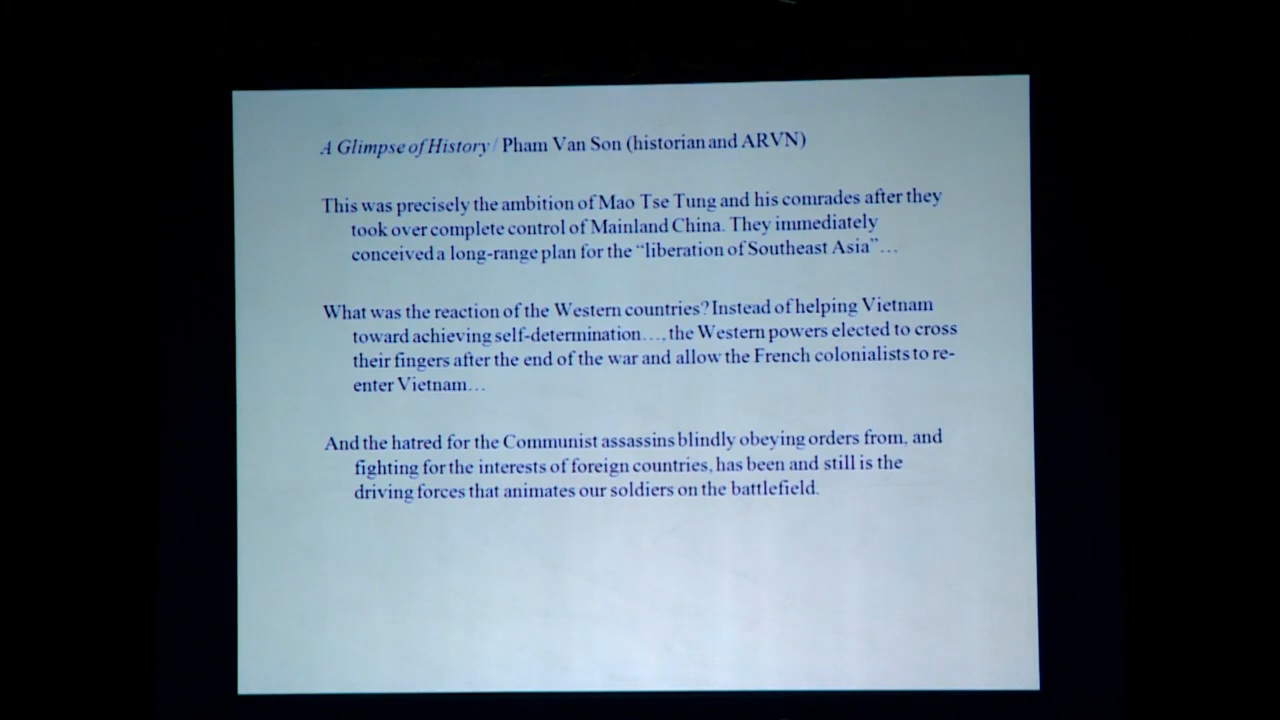 A Glimpse of History / Pham Van Son (historian and ARVN)
This was precisely the ambition of Mao Tse Tung and his comrades after they
took over complete control of Mainland China. They immediately
conceived a long-range plan for the “liberation of Southeast Asia”…
What was the reaction of the Western countries? Instead of helping Vietnam
toward achieving self-determination…, the Western powers elected to cross
their fingers after the end of the war and allow the French colonialists to re-
enter Vietnam…
And the hatred for the Communist assassins blindly obeying orders from, and
fighting for the interests of foreign countries, has been and still is the
driving forces that animates our soldiers on the battlefield.